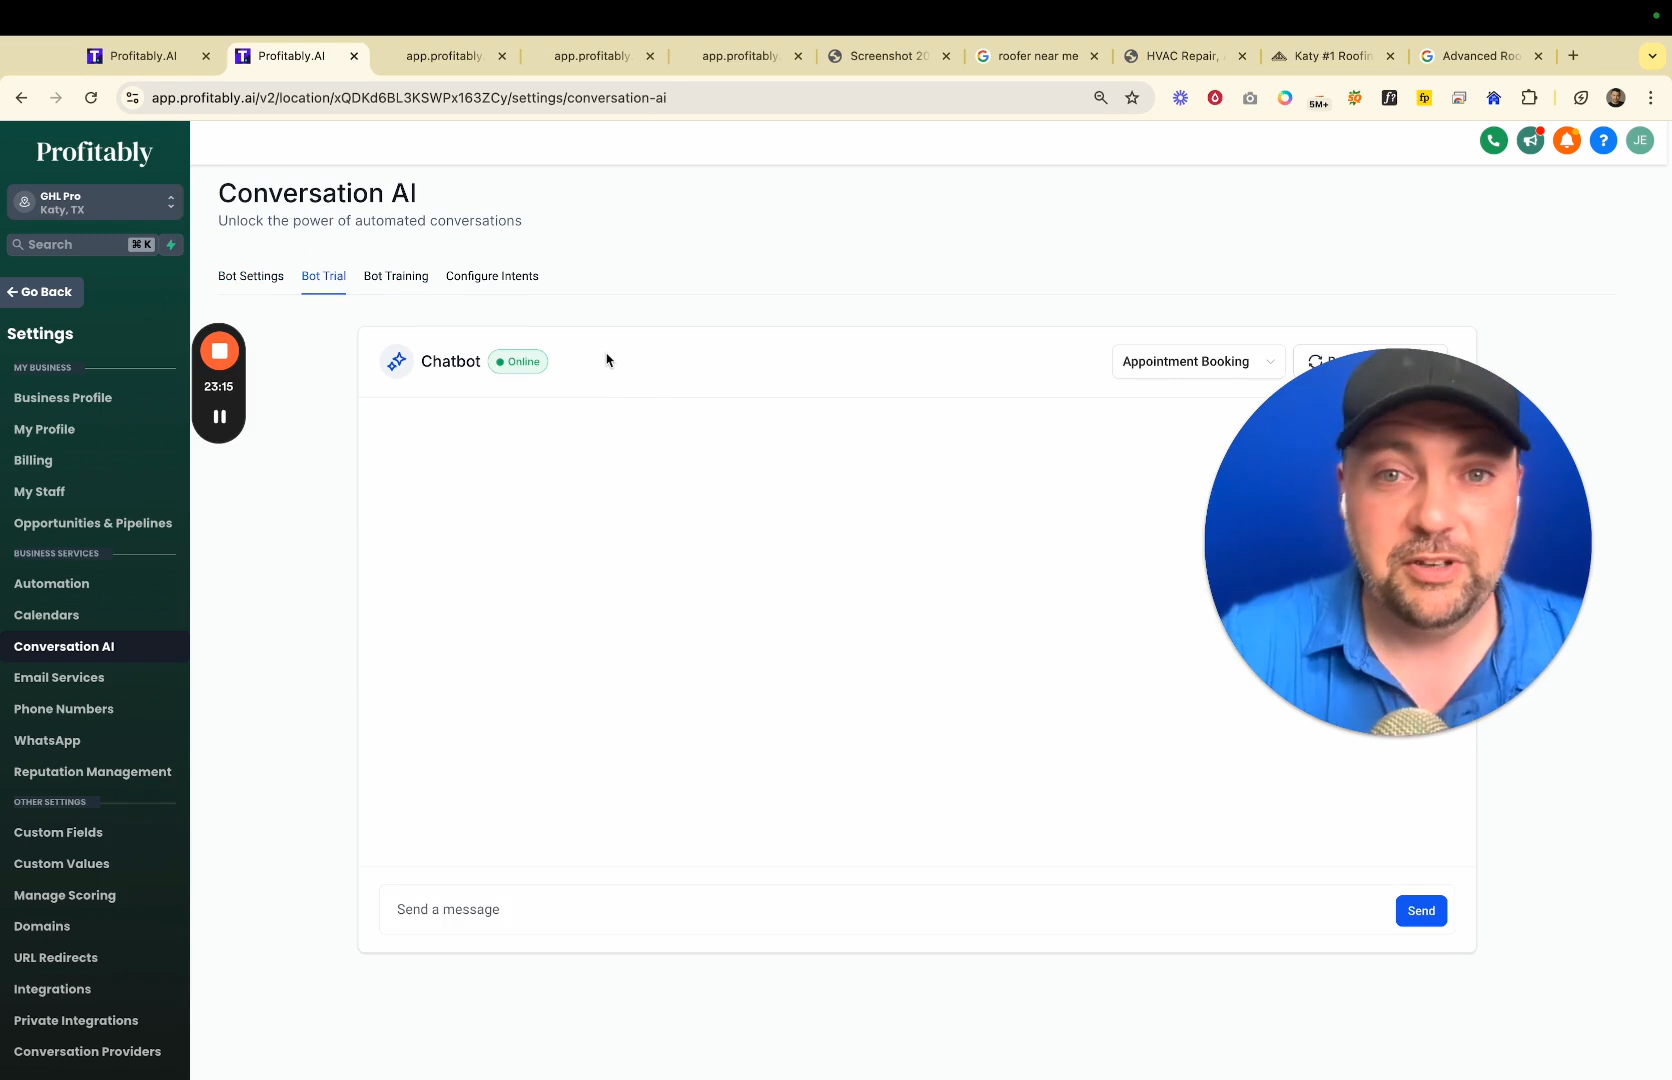 Profitably.AI
Profitably.AI
app.profitably.
app.profitably.
app.profitably.
Screenshot 20
roofer near me
HVAC Repair,
Katy #1 Roofin
Advanced Roo
app.profitably.ai/v2/location/xQDKd6BL3KSWPx163ZCy/settings/conversation-ai
5M+
f?
fp
Profitably
GHL Pro
Katy, TX
Search
⌘ K
Go Back
Settings
MY BUSINESS
Business Profile
My Profile
Billing
My Staff
Opportunities & Pipelines
BUSINESS SERVICES
Automation
Calendars
Conversation AI
Email Services
Phone Numbers
WhatsApp
Reputation Management
OTHER SETTINGS
Custom Fields
Custom Values
Manage Scoring
Domains
URL Redirects
Integrations
Private Integrations
Conversation Providers
23:15
?
JE
Conversation AI
Unlock the power of automated conversations
Bot Settings
Bot Trial
Bot Training
Configure Intents
Chatbot
Online
Appointment Booking
Send a message
Send